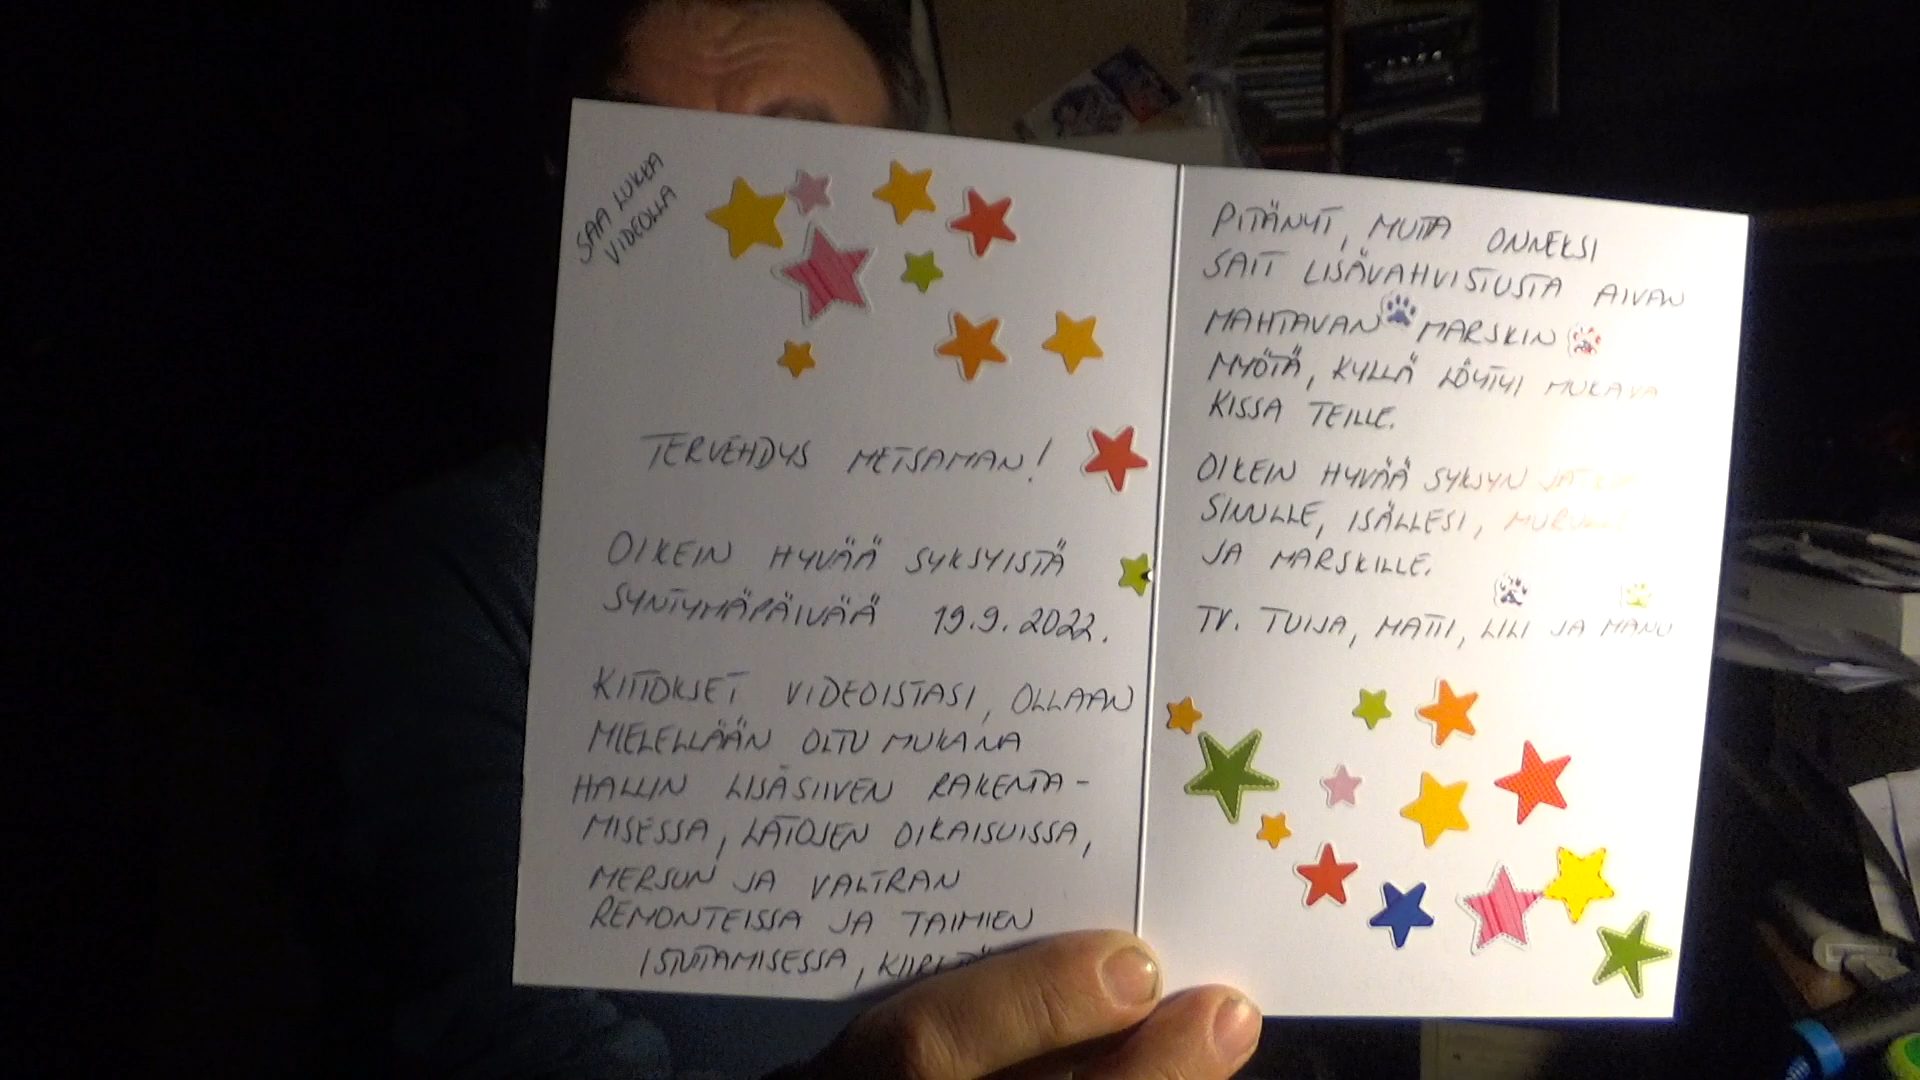 SAA LUKEA
VIDEOLLA
TERVEHDYS METSAMAN!
OIKEIN HYVÄÄ SYKSYISTÄ
SYNTYMÄPÄIVÄÄ 19.9.2022.
KIITOKSET VIDEOISTASI, OLLAAN
MIELELLÄÄN OLTU MUKANA
HALLIN LISÄSIIVEN RAKENTA-
MISESSA, LATOJEN OIKAISUISSA,
MERSUN JA VALTRAN
REMONTEISSA JA TAIMIEN
ISTUTTAMISESSA, KIIRETTÄ
PITÄNYT, MUTTA ONNEKSI
SAIT LISÄVAHVISTUSTA AIVAN
MAHTAVAN MARSKIN
MYÖTÄ, KYLLÄ LÖYTYI MUKAVA
KISSA TEILLE.
OIKEIN HYVÄÄ SYKSYN
SINULLE, ISÄLLESI, MURULLE
JA MARSKILLE.
TV. TUIJA, MATTI, LILI JA MANU